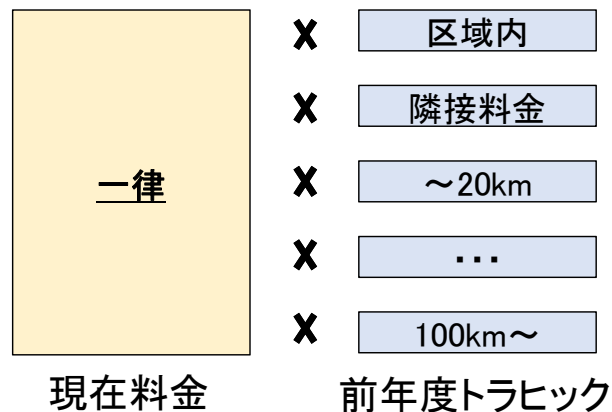 一律
✘ 区域内
✘ 隣接料金
✘ ～20km
✘ ・・・
✘ 100km～
現在料金 前年度トラヒック